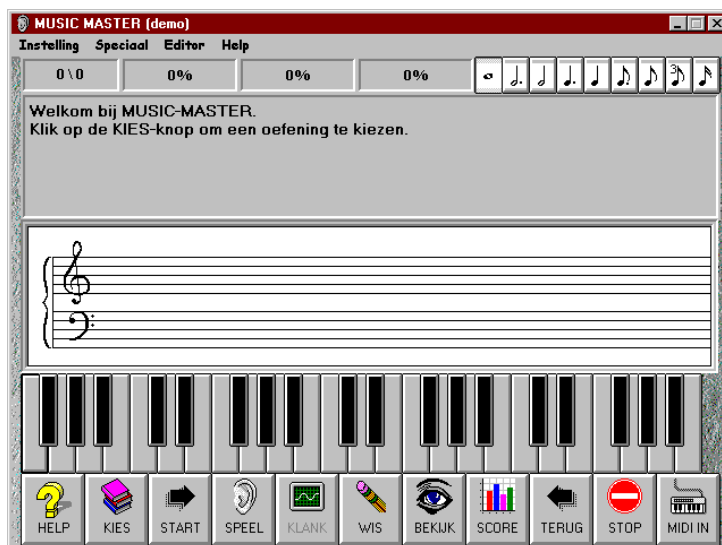 MUSIC MASTER (demo)
Instelling Speciaal Editor Help
0\0 0% 0% 0%
3
Welkom bij MUSIC-MASTER.
Klik op de KIES-knop om een oefening te kiezen.
HELP KIES START SPEEL KLANK WIS BEKIJK SCORE TERUG STOP MIDI IN